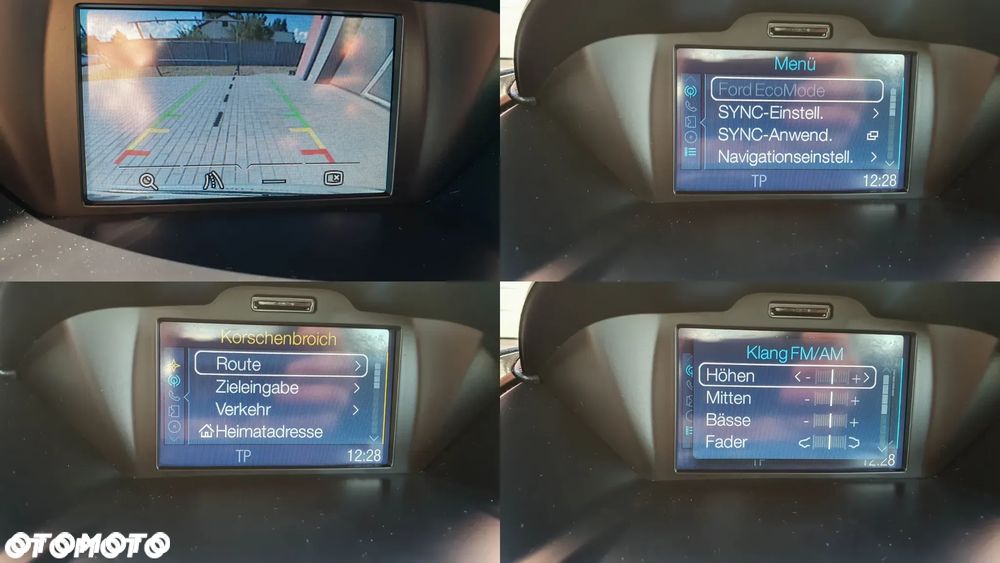 Menü
Ford EcoMode
SYNC-Einstell.
SYNC-Anwend.
Navigationseinstell.
TP 12:28
Korschenbroich
Route
Zieleingabe
Verkehr
Heimatadresse
TP 12:28
Klang FM/AM
Höhen - +
Mitten - +
Bässe - +
Fader
TP 12:28
OTOMOTO